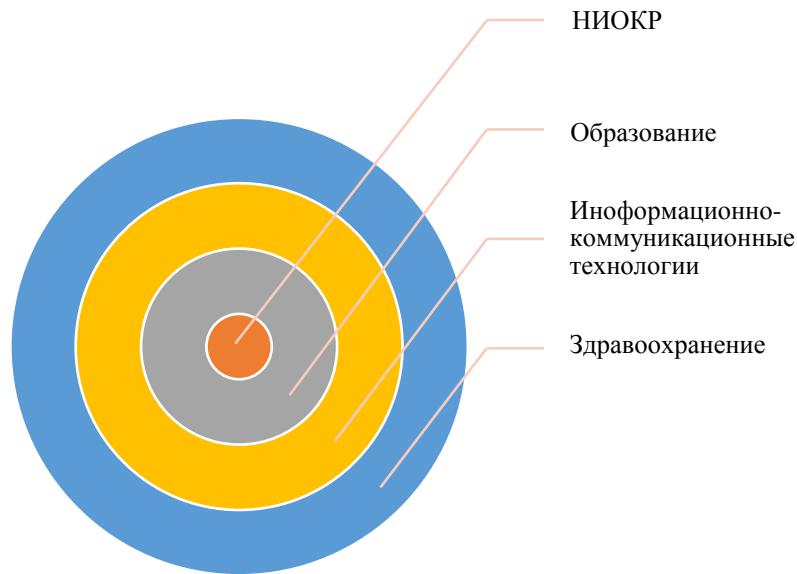 НИОКР
Образование
Иноформационно-
коммуникационные
технологии
Здравоохранение